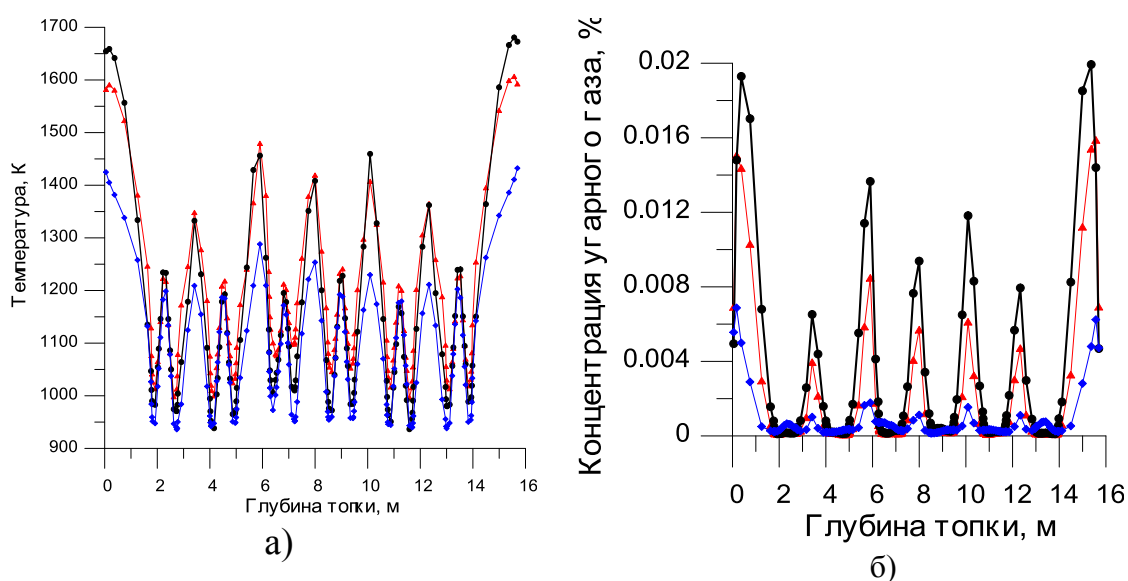 1700
1600
1500
1400
1300
1200
1100
1000
900
Температура, К
0 2 4 6 8 10 12 14 16
Глубина топки, м
а)
0.02
0.016
0.012
0.008
0.004
0
Концентрация угарного газа, %
0 2 4 6 8 10 12 14 16
Глубина топки, м
б)